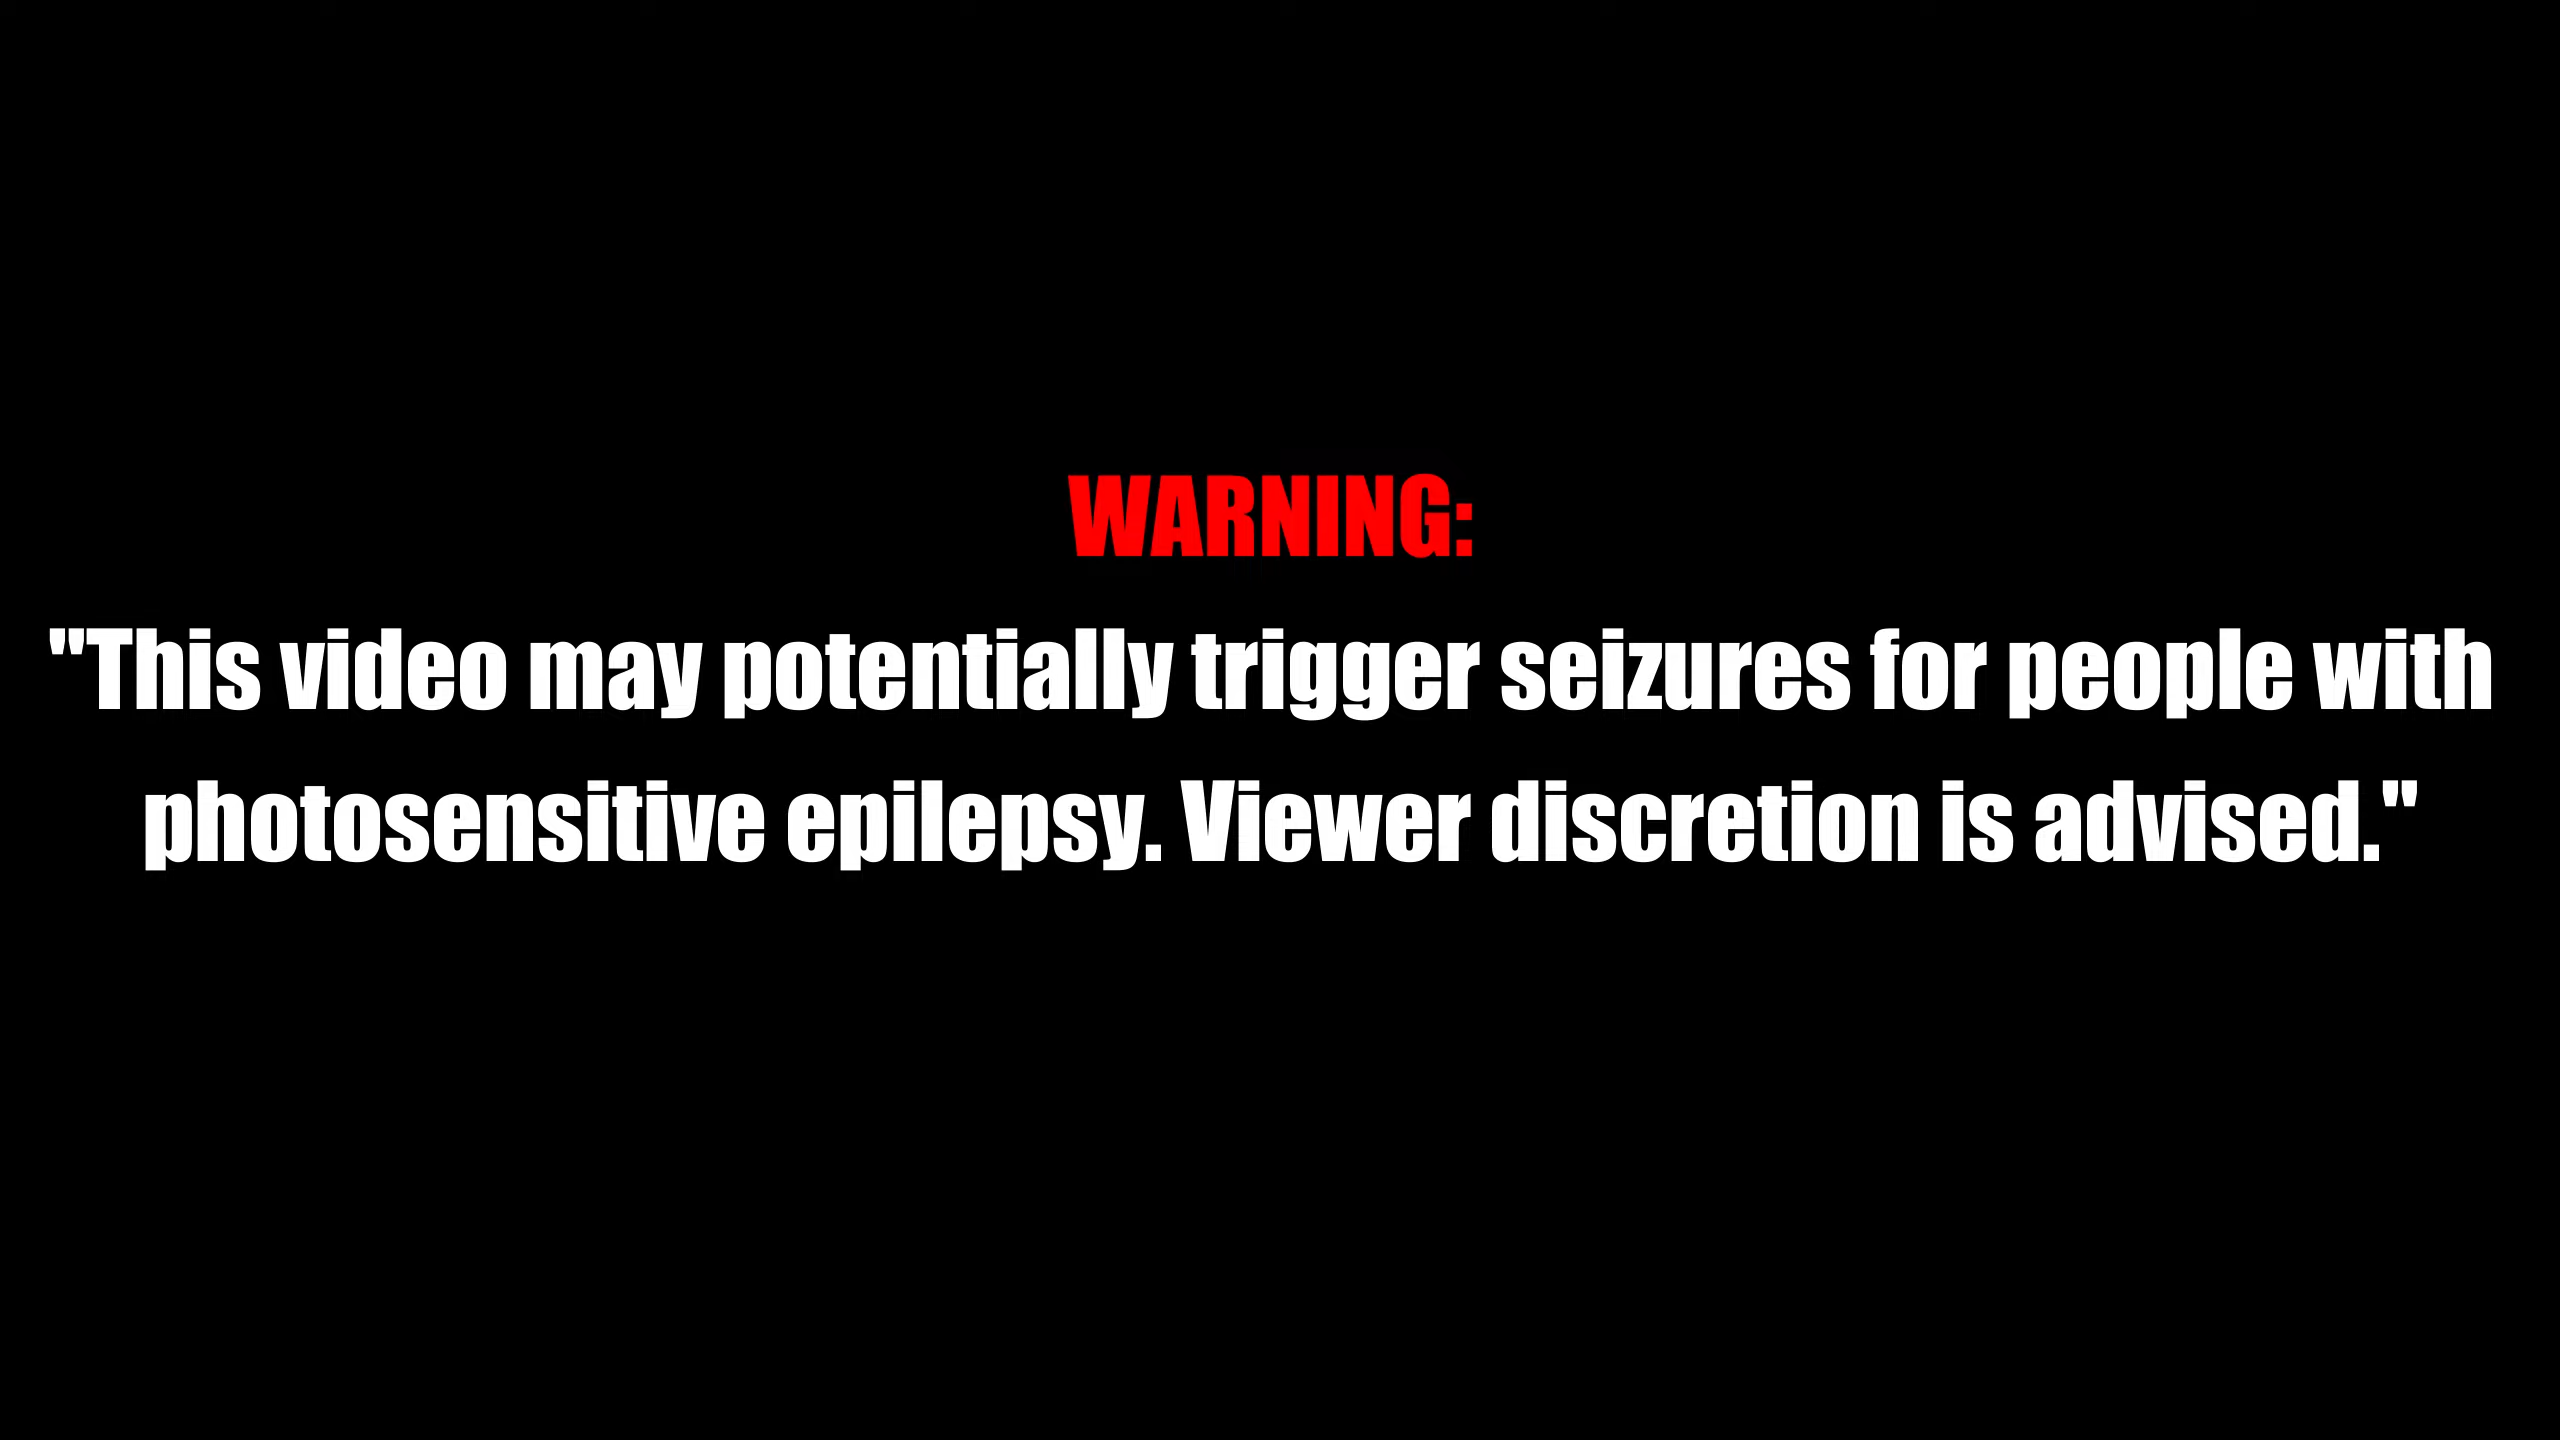 WARNING:
"This video may potentially trigger seizures for people with
photosensitive epilepsy. Viewer discretion is advised."